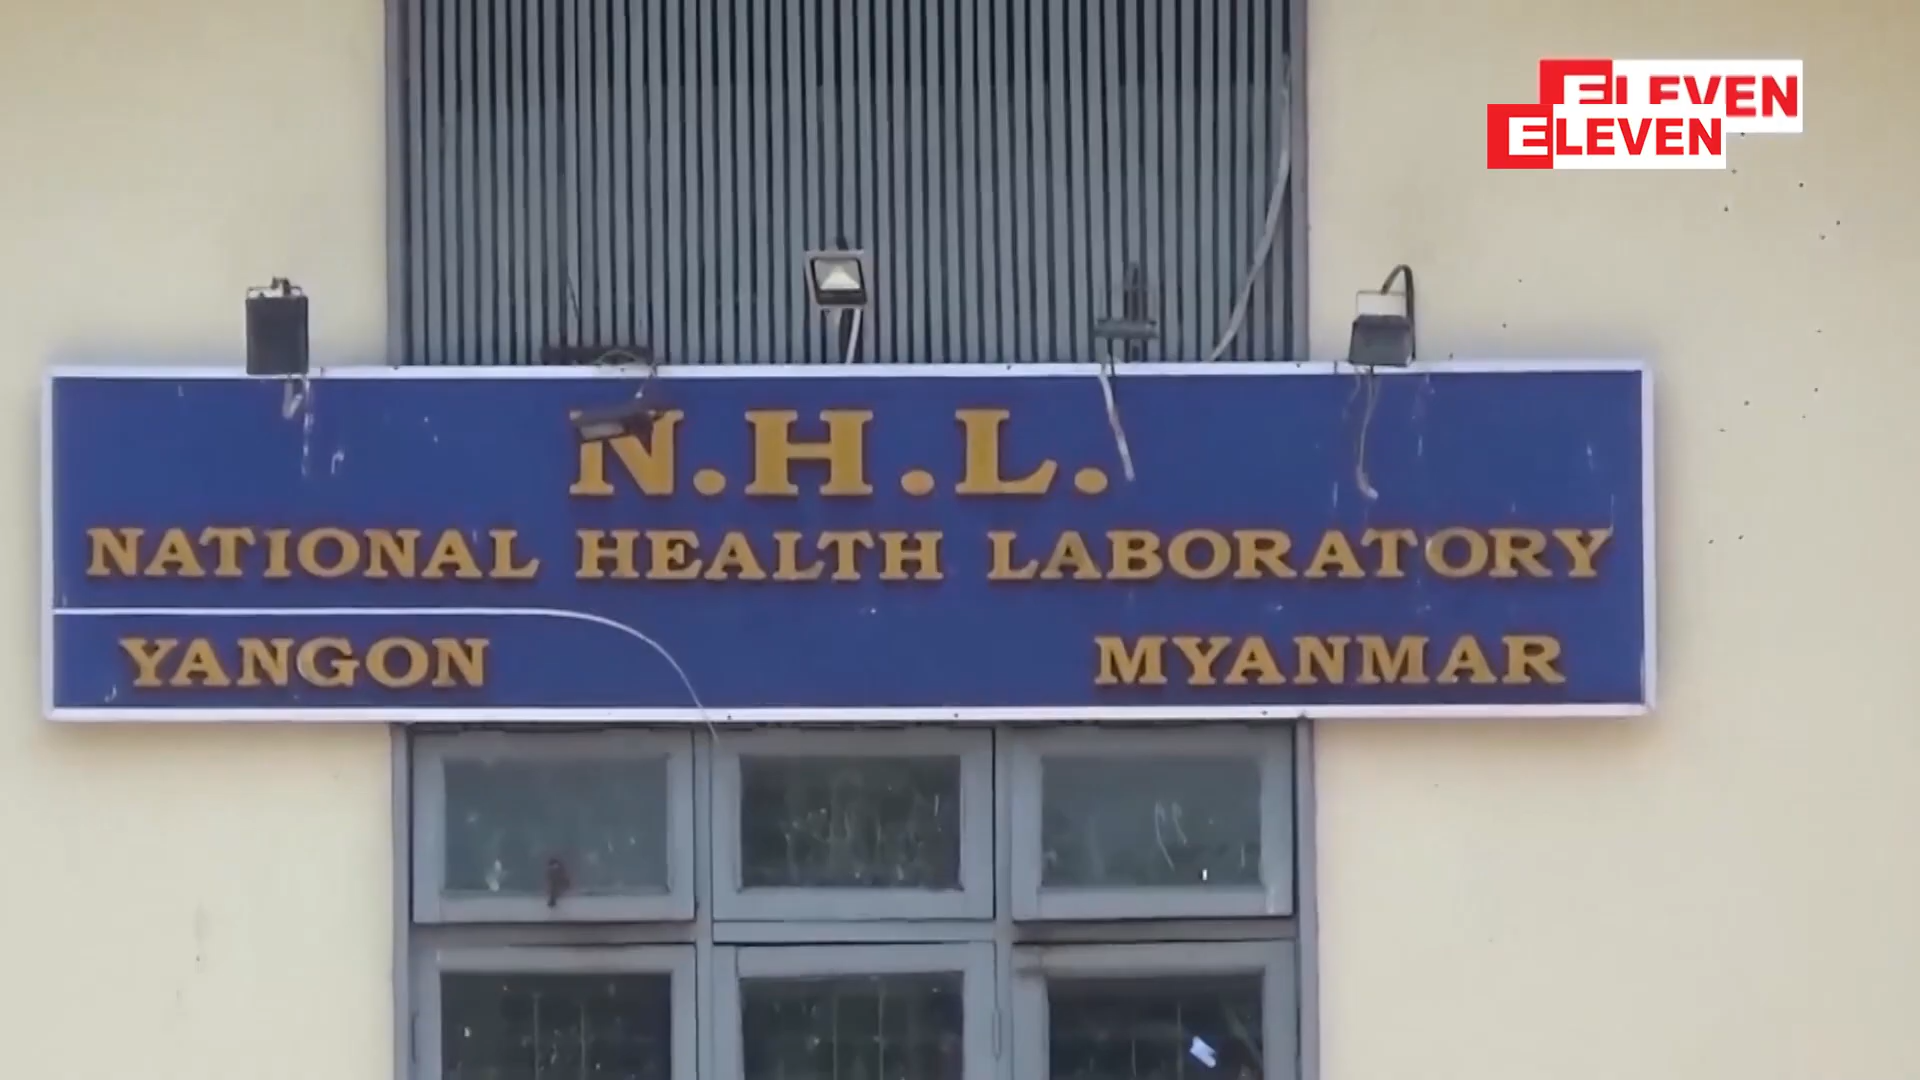 ELEVEN
ELEVEN
N.H.L.
NATIONAL HEALTH LABORATORY
YANGON MYANMAR